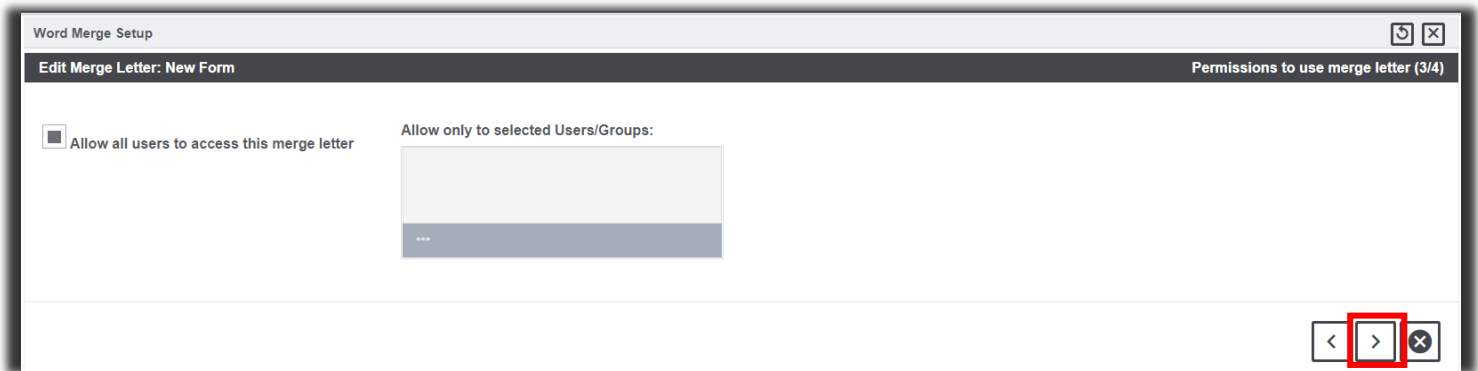 Word Merge Setup
Edit Merge Letter: New Form
Permissions to use merge letter (3/4)
Allow all users to access this merge letter
Allow only to selected Users/Groups:
***